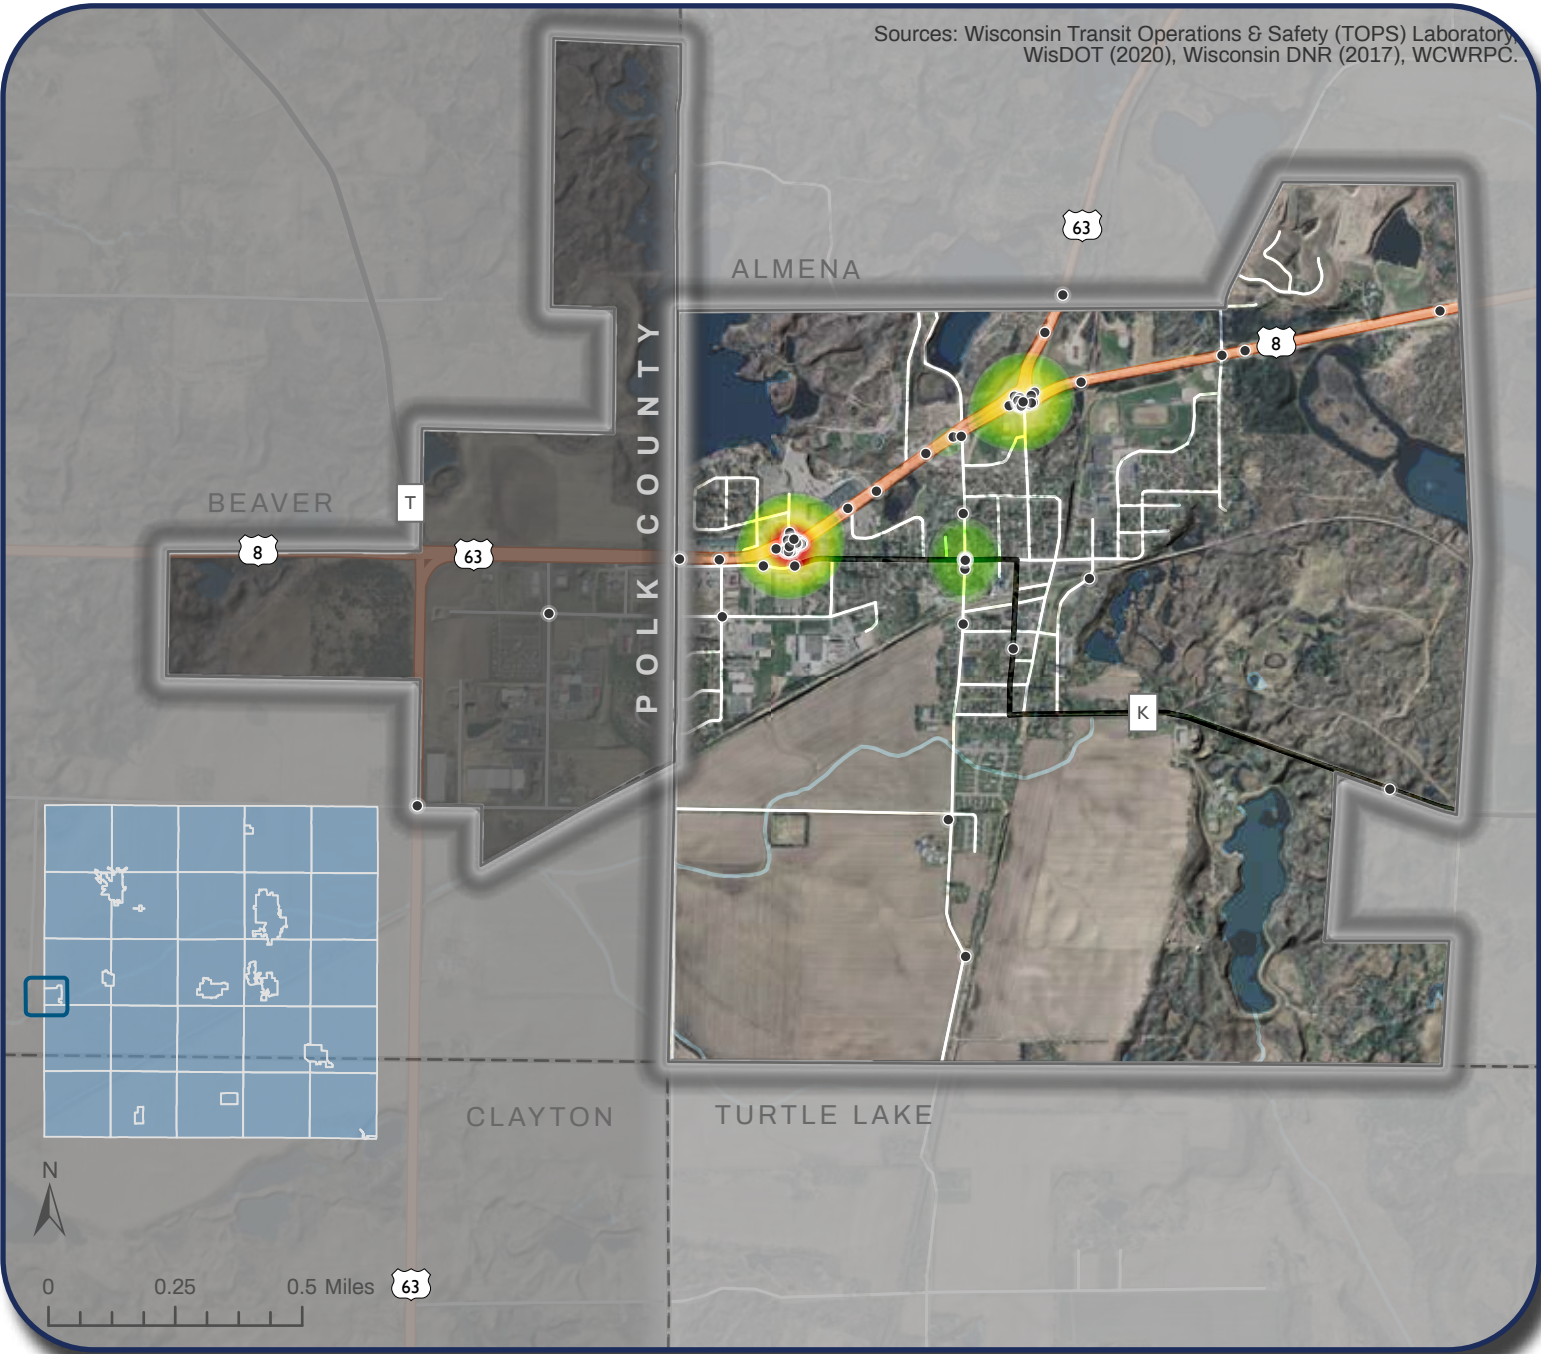 Sources: Wisconsin Transit Operations & Safety (TOPS) Laboratory,
WisDOT (2020), Wisconsin DNR (2017), WCWRPC.
63
ALMENA
8
POLK COUNTY
BEAVER
T
8
63
K
CLAYTON
TURTLE LAKE
N
0 0.25 0.5 Miles
63